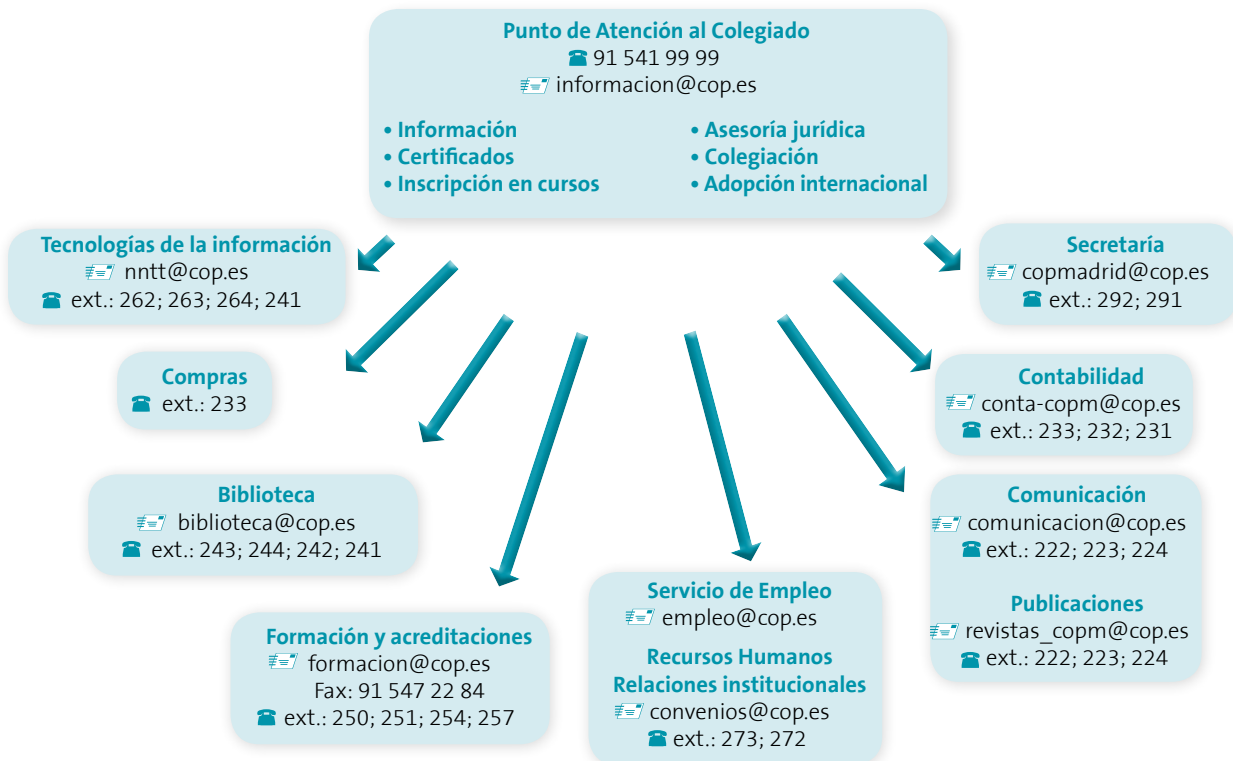 Punto de Atención al Colegiado
91 541 99 99
informacion@cop.es
• Información
• Certificados
• Inscripción en cursos
• Asesoría jurídica
• Colegiación
• Adopción internacional
Tecnologías de la información
nntt@cop.es
ext.: 262; 263; 264; 241
Secretaría
copmadrid@cop.es
ext.: 292; 291
Compras
ext.: 233
Contabilidad
conta-copm@cop.es
ext.: 233; 232; 231
Biblioteca
biblioteca@cop.es
ext.: 243; 244; 242; 241
Comunicación
comunicacion@cop.es
ext.: 222; 223; 224
Publicaciones
revistas_copm@cop.es
ext.: 222; 223; 224
Formación y acreditaciones
formacion@cop.es
Fax: 91 547 22 84
ext.: 250; 251; 254; 257
Servicio de Empleo
empleo@cop.es
Recursos Humanos
Relaciones institucionales
convenios@cop.es
ext.: 273; 272